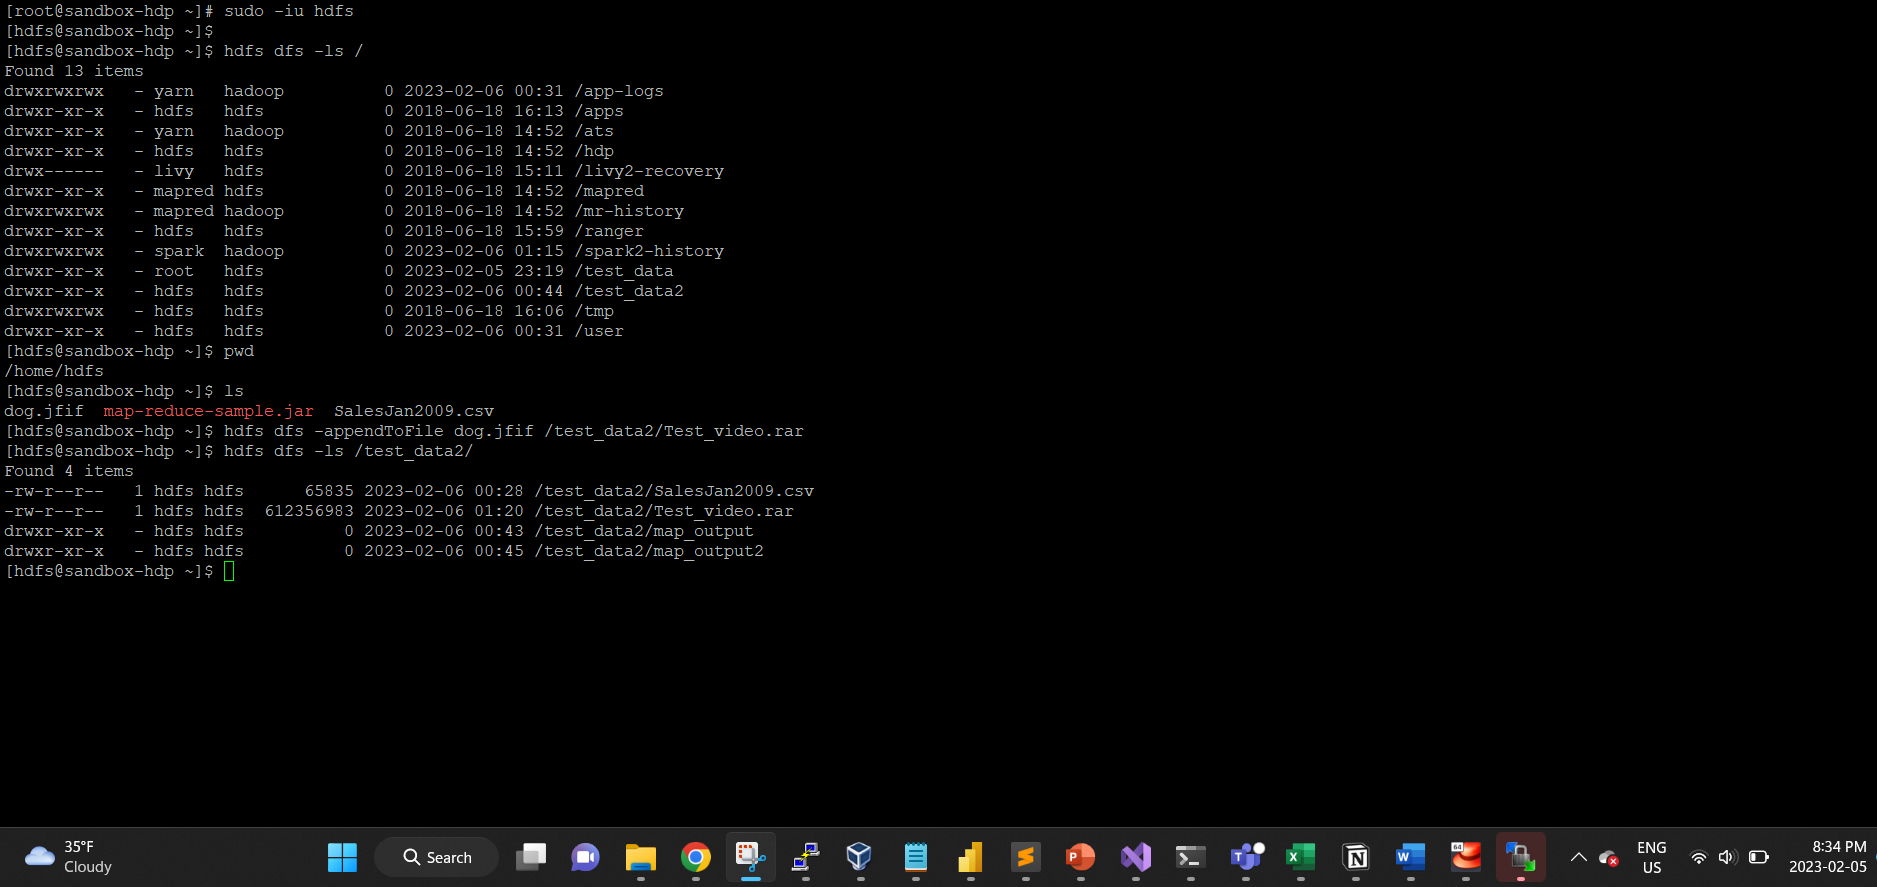 [root@sandbox-hdp ~]# sudo -iu hdfs
[hdfs@sandbox-hdp ~]$
[hdfs@sandbox-hdp ~]$ hdfs dfs -ls /
Found 13 items
drwxrwxrwx   - yarn   hadoop          0 2023-02-06 00:31 /app-logs
drwxr-xr-x   - hdfs   hdfs            0 2018-06-18 16:13 /apps
drwxr-xr-x   - yarn   hadoop          0 2018-06-18 14:52 /ats
drwxr-xr-x   - hdfs   hdfs            0 2018-06-18 14:52 /hdp
drwx------   - livy   hdfs            0 2018-06-18 15:11 /livy2-recovery
drwxr-xr-x   - mapred hdfs            0 2018-06-18 14:52 /mapred
drwxrwxrwx   - mapred hadoop          0 2018-06-18 14:52 /mr-history
drwxr-xr-x   - hdfs   hdfs            0 2018-06-18 15:59 /ranger
drwxrwxrwx   - spark  hadoop          0 2023-02-06 01:15 /spark2-history
drwxr-xr-x   - root   hdfs            0 2023-02-05 23:19 /test_data
drwxr-xr-x   - hdfs   hdfs            0 2023-02-06 00:44 /test_data2
drwxrwxrwx   - hdfs   hdfs            0 2018-06-18 16:06 /tmp
drwxr-xr-x   - hdfs   hdfs            0 2023-02-06 00:31 /user
[hdfs@sandbox-hdp ~]$ pwd
/home/hdfs
[hdfs@sandbox-hdp ~]$ ls
dog.jfif  map-reduce-sample.jar  SalesJan2009.csv
[hdfs@sandbox-hdp ~]$ hdfs dfs -appendToFile dog.jfif /test_data2/Test_video.rar
[hdfs@sandbox-hdp ~]$ hdfs dfs -ls /test_data2/
Found 4 items
-rw-r--r--   1 hdfs hdfs      65835 2023-02-06 00:28 /test_data2/SalesJan2009.csv
-rw-r--r--   1 hdfs hdfs  612356983 2023-02-06 01:20 /test_data2/Test_video.rar
drwxr-xr-x   - hdfs hdfs          0 2023-02-06 00:43 /test_data2/map_output
drwxr-xr-x   - hdfs hdfs          0 2023-02-06 00:45 /test_data2/map_output2
[hdfs@sandbox-hdp ~]$
35°F
Cloudy
Search
P
T
X
N
W
64
ENG
US
8:34 PM
2023-02-05